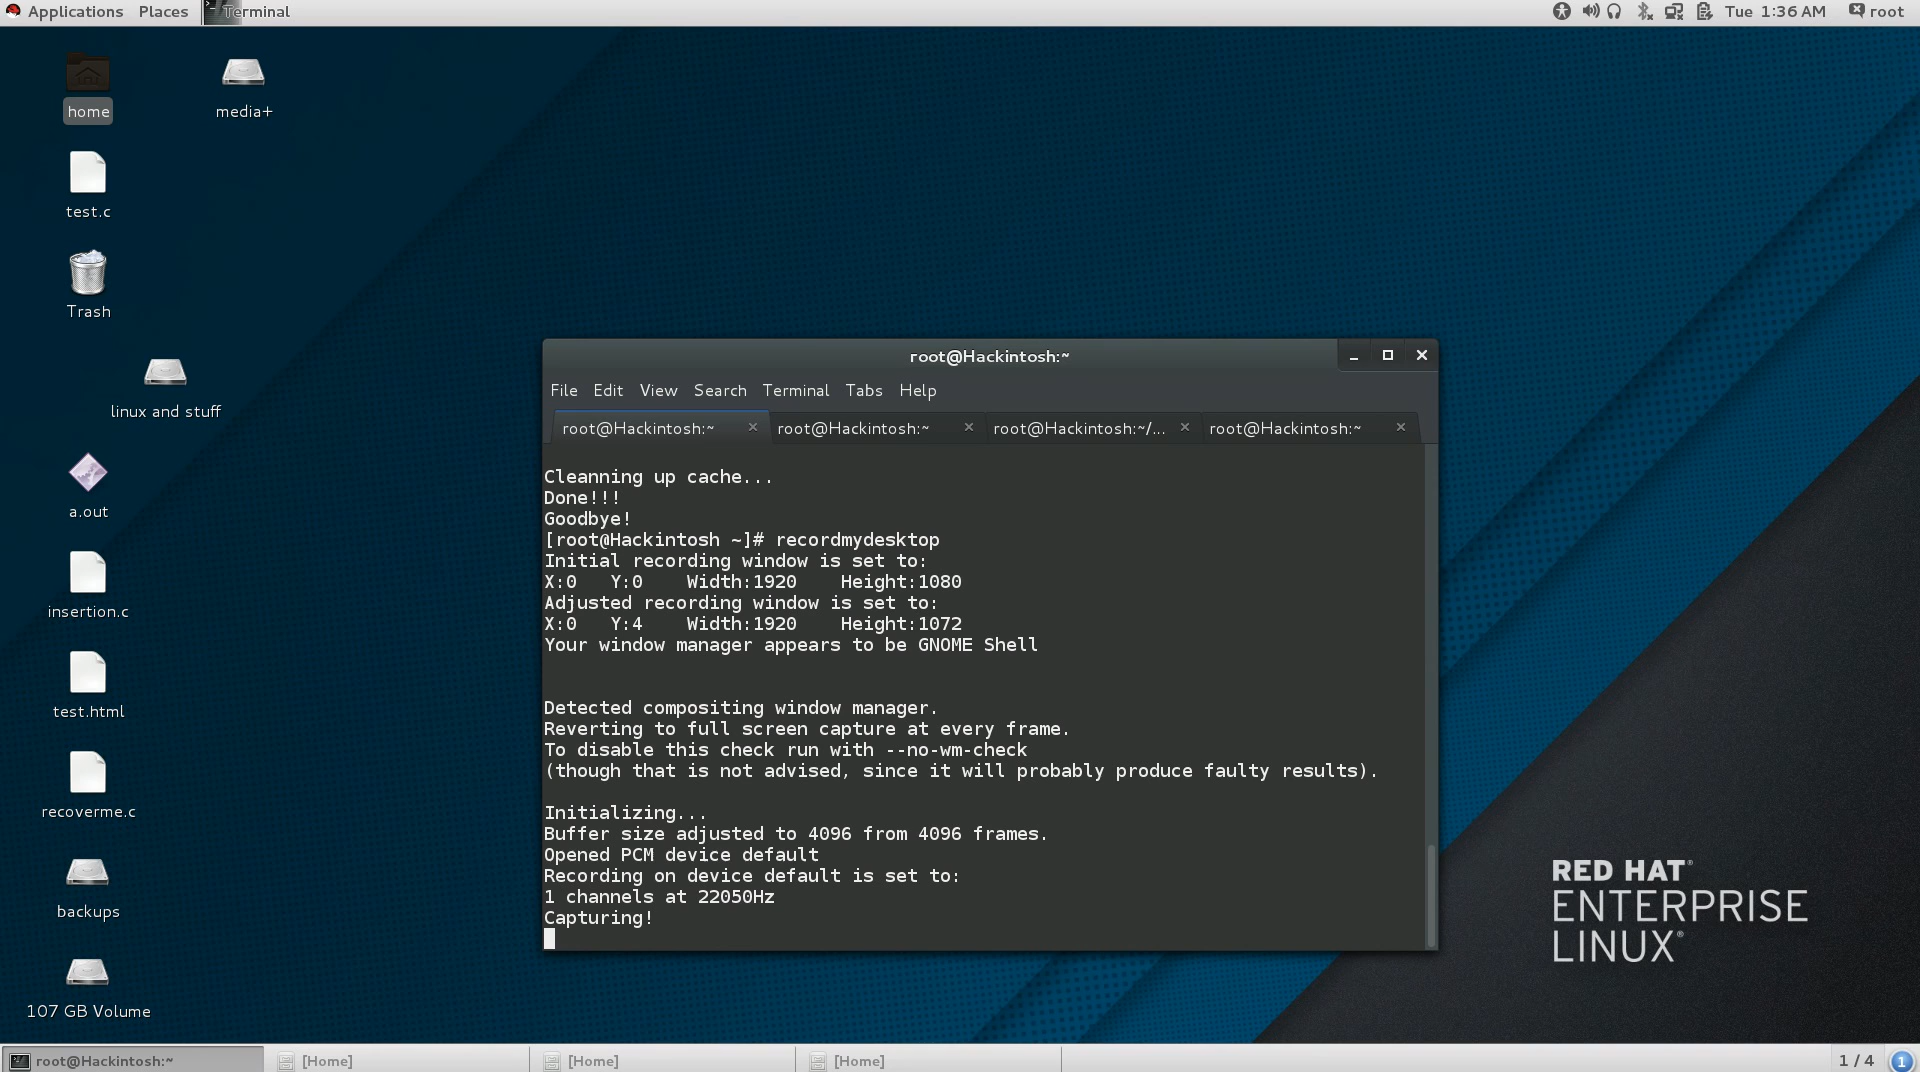 Applications Places Terminal Tue 1:36 AM root
home
media+
test.c
Trash
linux and stuff
a.out
insertion.c
test.html
recoverme.c
backups
107 GB Volume
root@Hackintosh:~
File Edit View Search Terminal Tabs Help
root@Hackintosh:~ root@Hackintosh:~ root@Hackintosh:~/... root@Hackintosh:~
Cleanning up cache...
Done!!!
Goodbye!
[root@Hackintosh ~]# recordmydesktop
Initial recording window is set to:
X:0 Y:0 Width:1920 Height:1080
Adjusted recording window is set to:
X:0 Y:4 Width:1920 Height:1072
Your window manager appears to be GNOME Shell
Detected compositing window manager.
Reverting to full screen capture at every frame.
To disable this check run with --no-wm-check
(though that is not advised, since it will probably produce faulty results).
Initializing...
Buffer size adjusted to 4096 from 4096 frames.
Opened PCM device default
Recording on device default is set to:
1 channels at 22050Hz
Capturing!
RED HAT®
ENTERPRISE
LINUX®
root@Hackintosh:~ [Home] [Home] [Home] 1 / 4 1